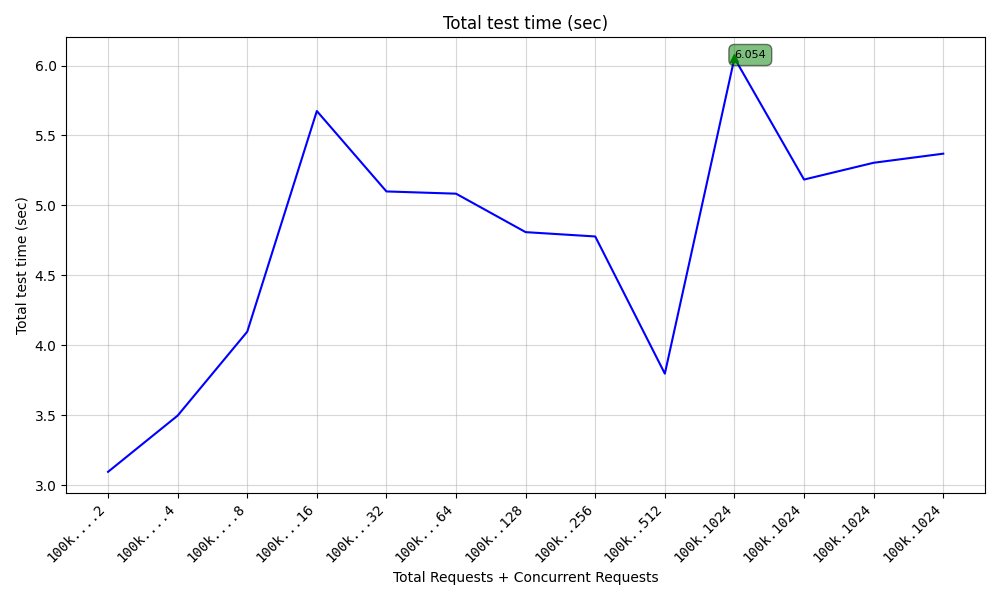 Total test time (sec)
6.054
6.0
5.5
5.0
4.5
4.0
3.5
3.0
Total test time (sec)
100k....2
100k....4
100k....8
100k...16
100k...32
100k...64
100k..128
100k..256
100k..512
100k.1024
100k.1024
100k.1024
100k.1024
Total Requests + Concurrent Requests